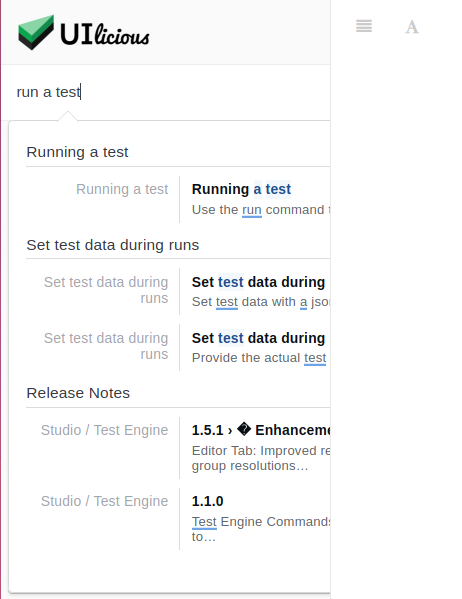 UIlicious
A
run a test
Running a test
Running a test
Running a test
Use the run command
Set test data during runs
Set test data during
runs
Set test data during
Set test data with a
Set test data during
runs
Set test data during
Provide the actual test
Release Notes
Studio / Test Engine
1.5.1 › � Enhanceme
Editor Tab: Improved re
group resolutions…
Studio / Test Engine
1.1.0
Test Engine Commands
to…